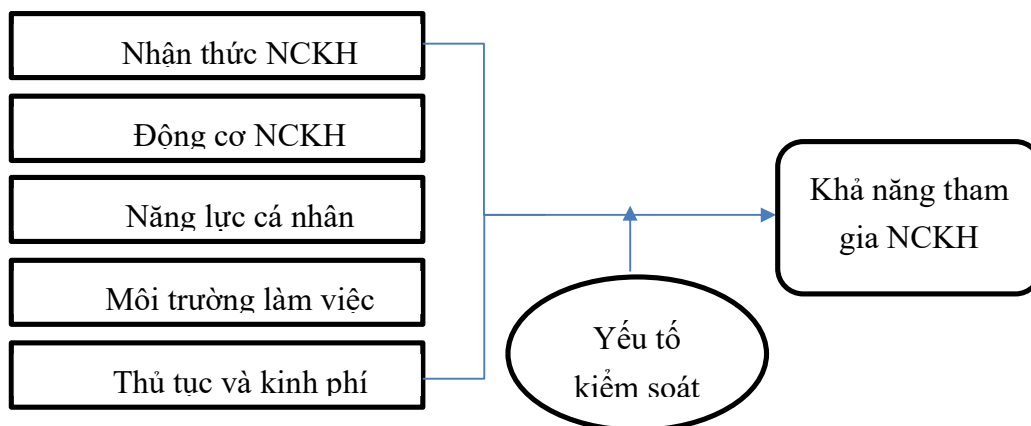 Nhận thức NCKH
Động cơ NCKH
Năng lực cá nhân
Môi trường làm việc
Thủ tục và kinh phí
Khả năng tham
gia NCKH
Yếu tố
kiểm soát